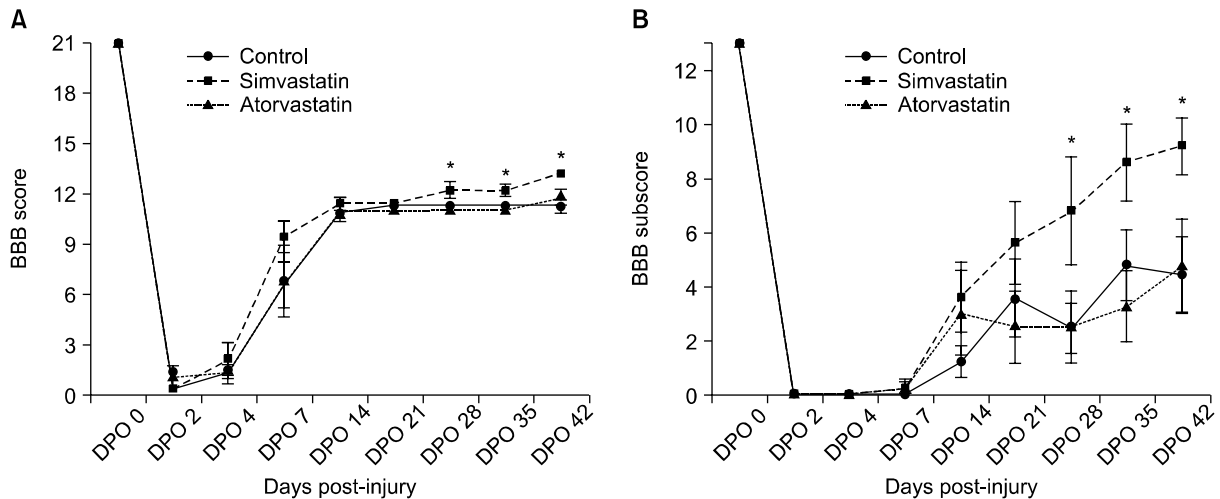 A
21
18
15
12
9
6
3
0
BBB score
Control
Simvastatin
Atorvastatin
*
*
*
DPO 0
DPO 2
DPO 4
DPO 7
DPO 14
DPO 21
DPO 28
DPO 35
DPO 42
Days post-injury
B
12
10
8
6
4
2
0
BBB subscore
Control
Simvastatin
Atorvastatin
*
*
*
DPO 0
DPO 2
DPO 4
DPO 7
DPO 14
DPO 21
DPO 28
DPO 35
DPO 42
Days post-injury